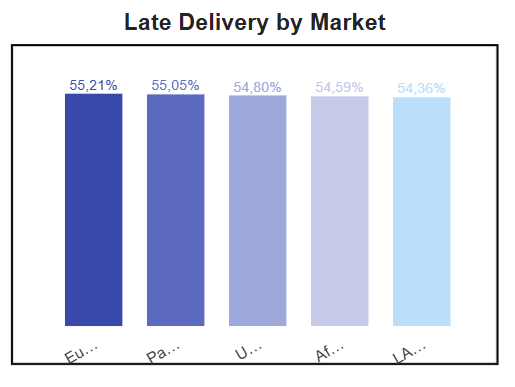 Late Delivery by Market
55,21% 55,05% 54,80% 54,59% 54,36%
Eu... Pa... U... Af... LA...